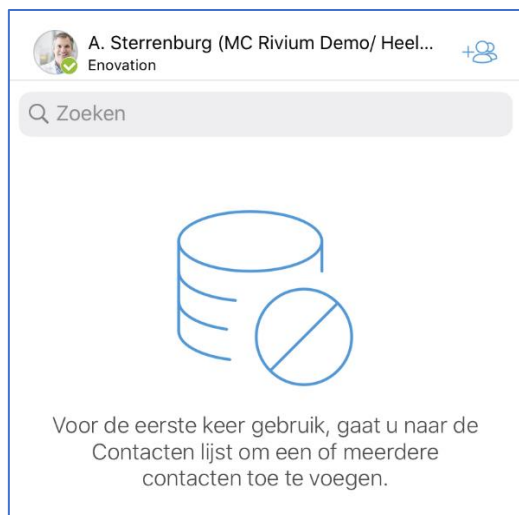 A. Sterrenburg (MC Rivium Demo/ Heel...
Enovation
Zoeken
Voor de eerste keer gebruik, gaat u naar de
Contacten lijst om een of meerdere
contacten toe te voegen.